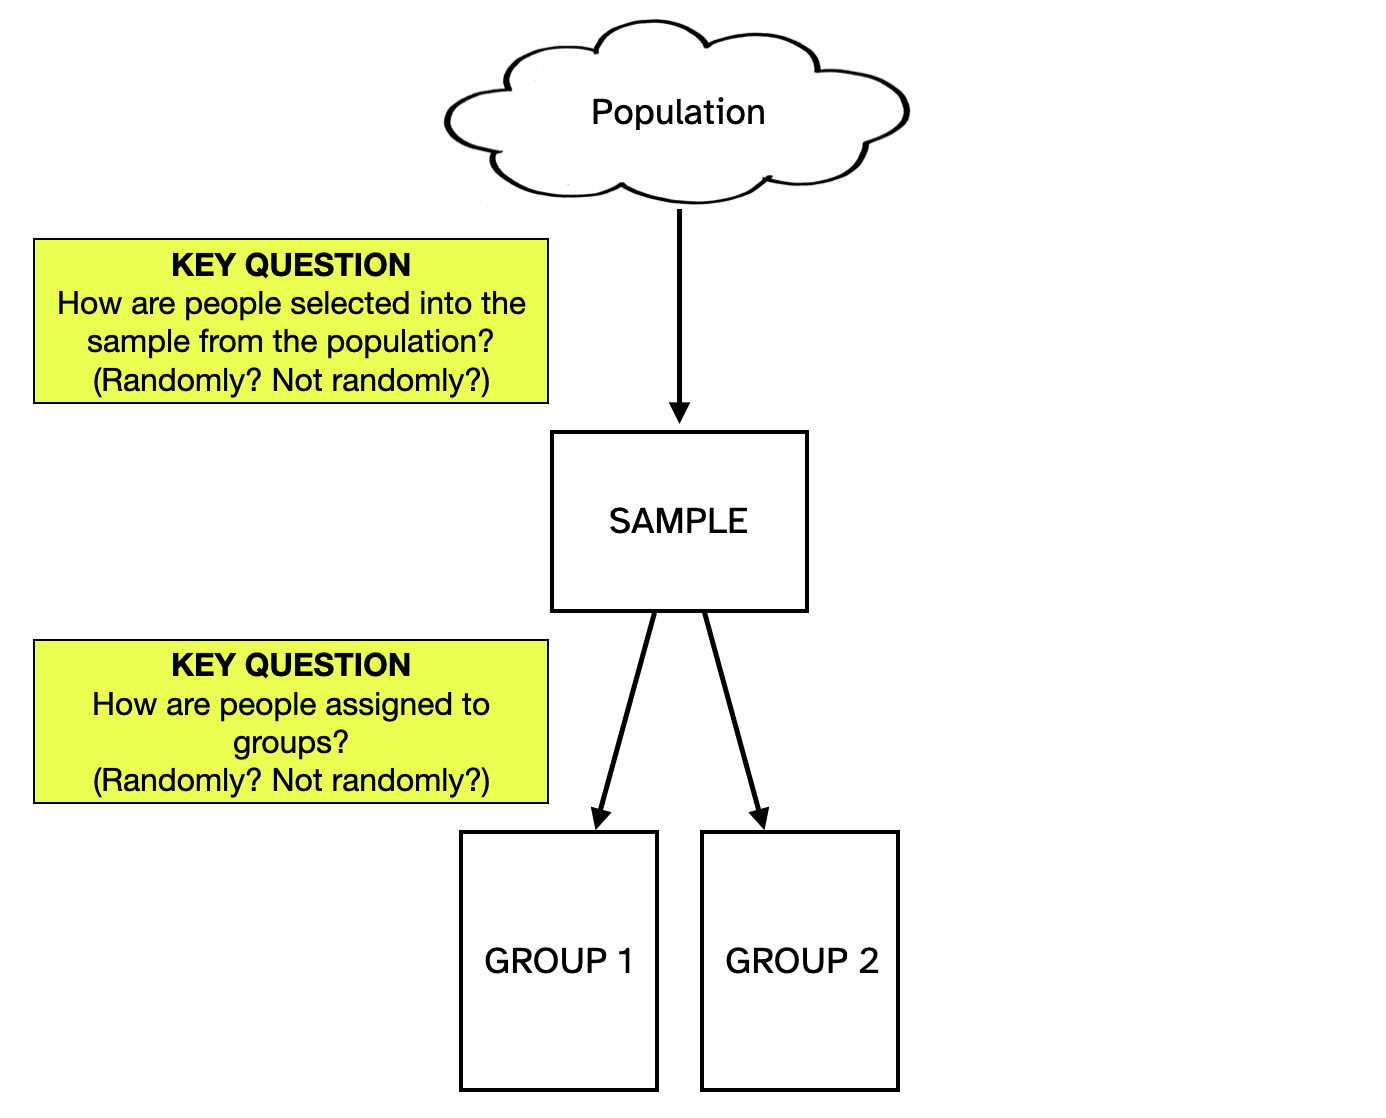 Population
KEY QUESTION
How are people selected into the
sample from the population?
(Randomly? Not randomly?)
SAMPLE
KEY QUESTION
How are people assigned to
groups?
(Randomly? Not randomly?)
GROUP 1
GROUP 2